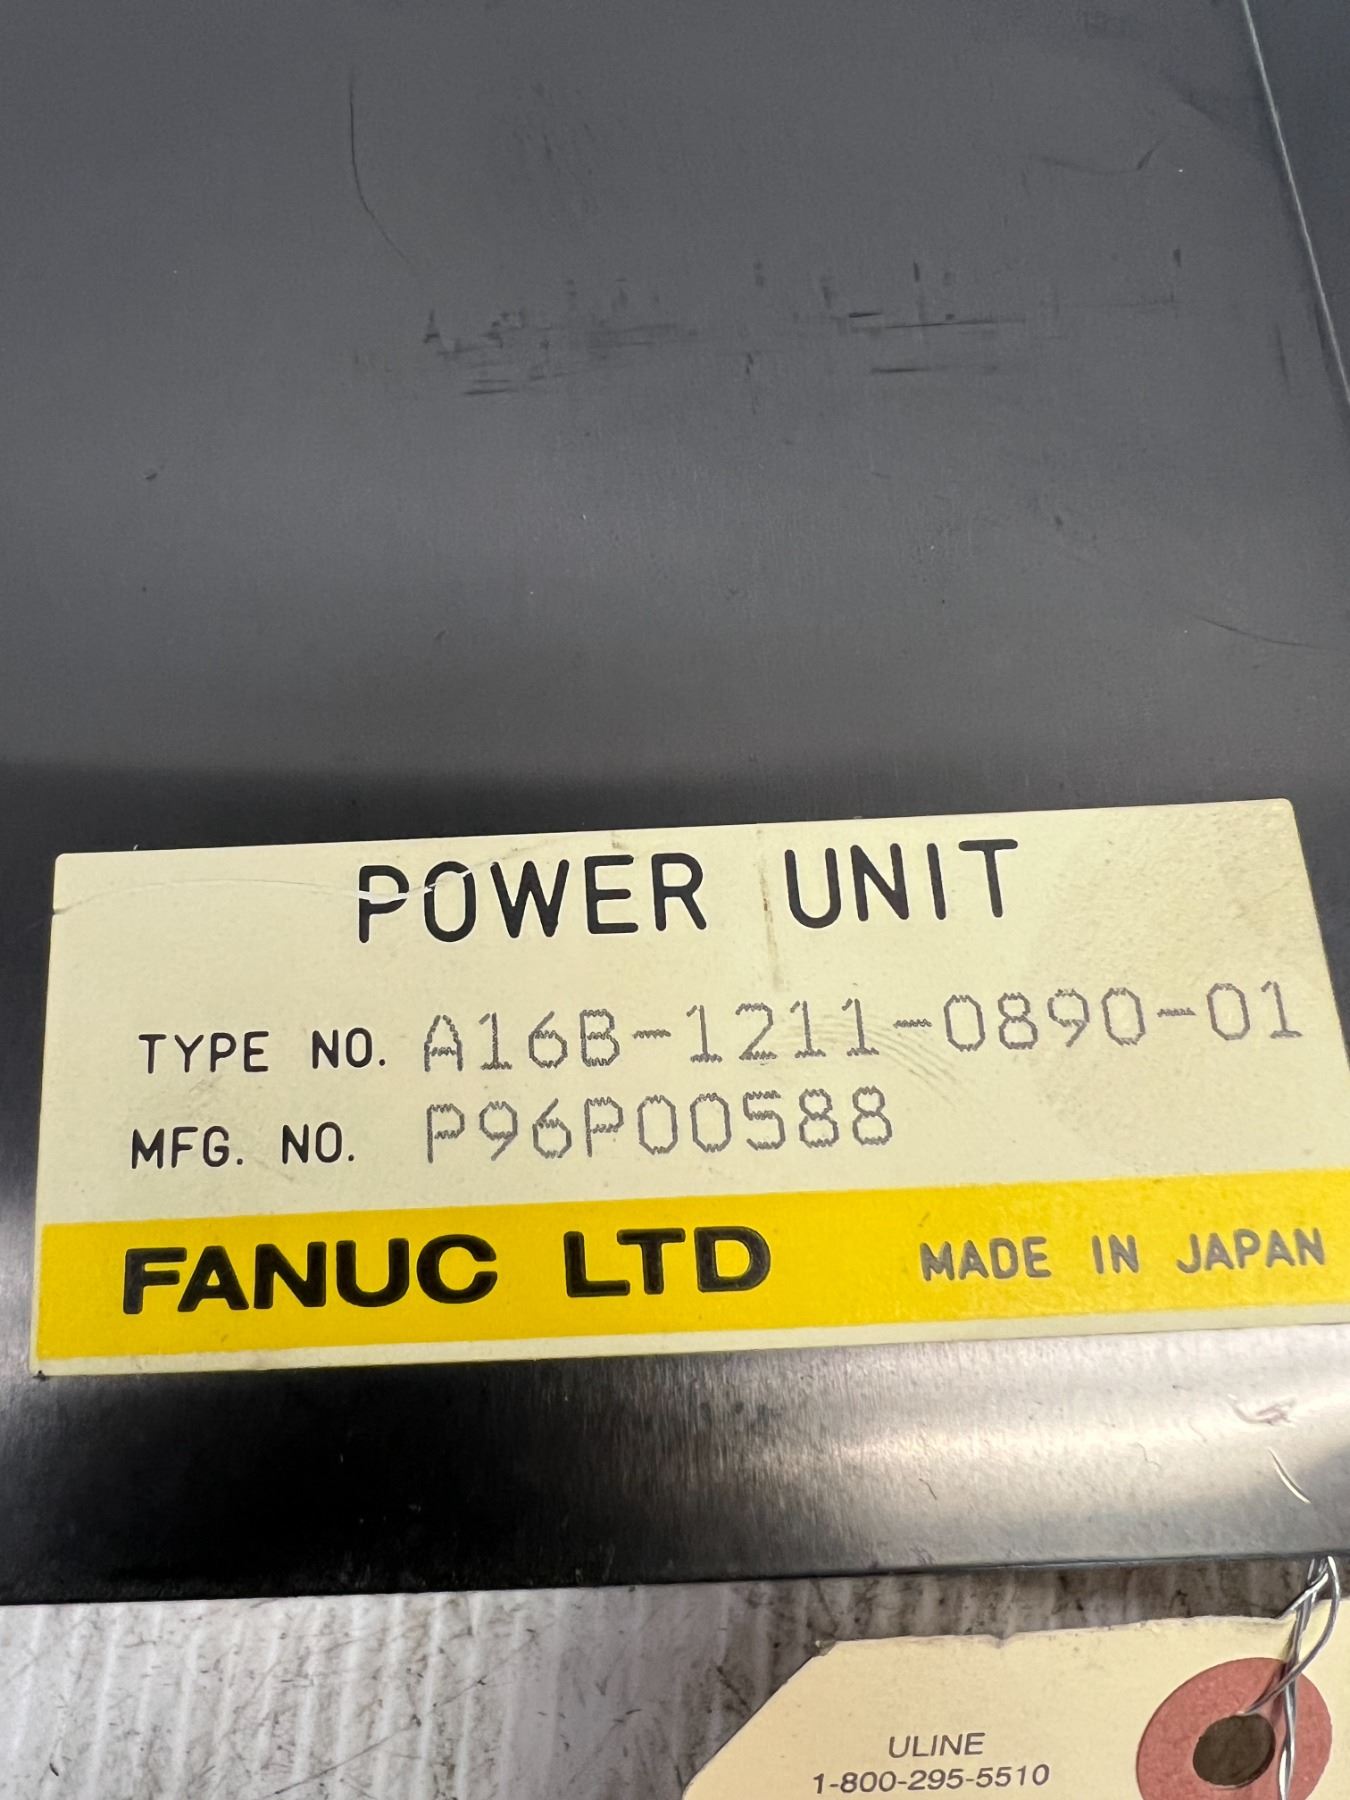 POWER UNIT
TYPE NO. A16B-1211-0890-01
MFG. NO. P96P00588
FANUC LTD MADE IN JAPAN
ULINE
1-800-295-5510